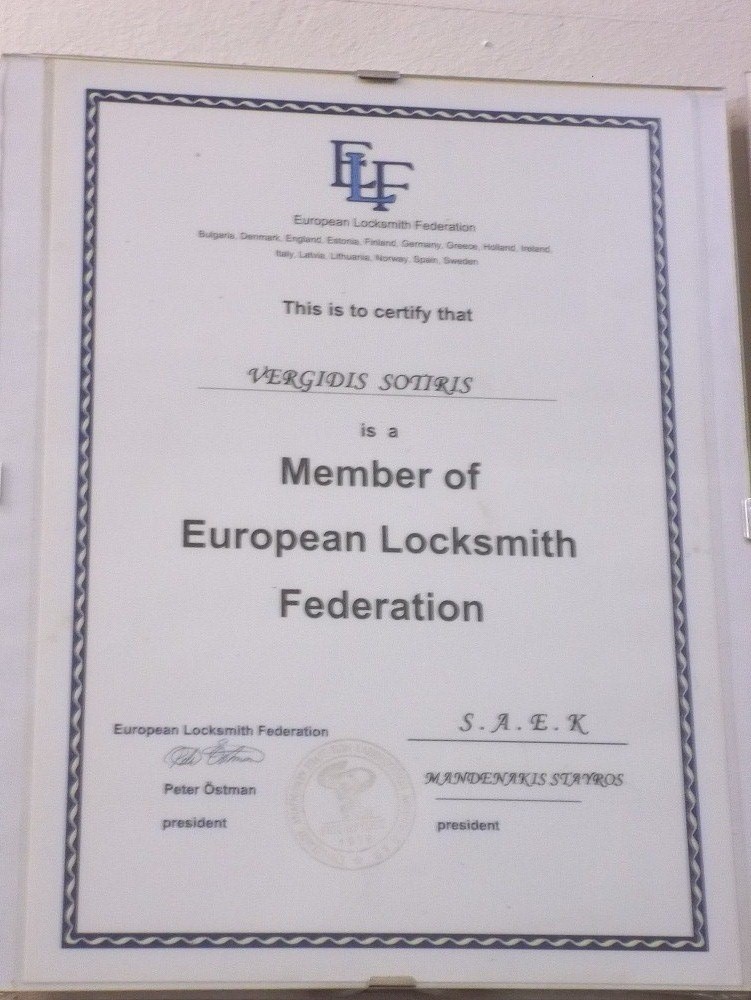 ELF
European Locksmith Federation
Bulgaria, Denmark, England, Estonia, Finland, Germany, Greece, Holland, Ireland,
Italy, Latvia, Lithuania, Norway, Spain, Sweden
This is to certify that
VERGIDIS SOTIRIS
is a
Member of
European Locksmith
Federation
European Locksmith Federation
Peter Östman
president
S.A.E.K
MANDENAKIS STAYROS
president